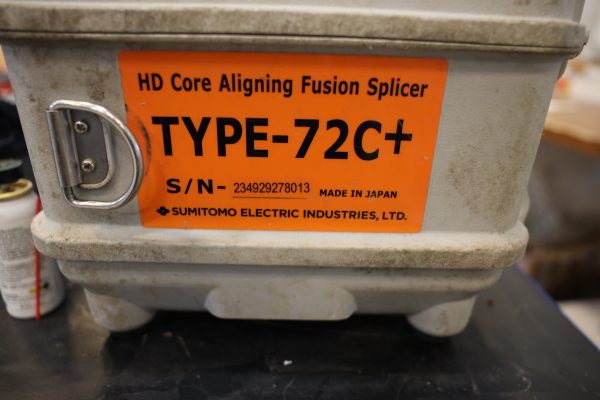 HD Core Aligning Fusion Splicer
TYPE-72C+
S/N- 234929278013 MADE IN JAPAN
SUMITOMO ELECTRIC INDUSTRIES, LTD.